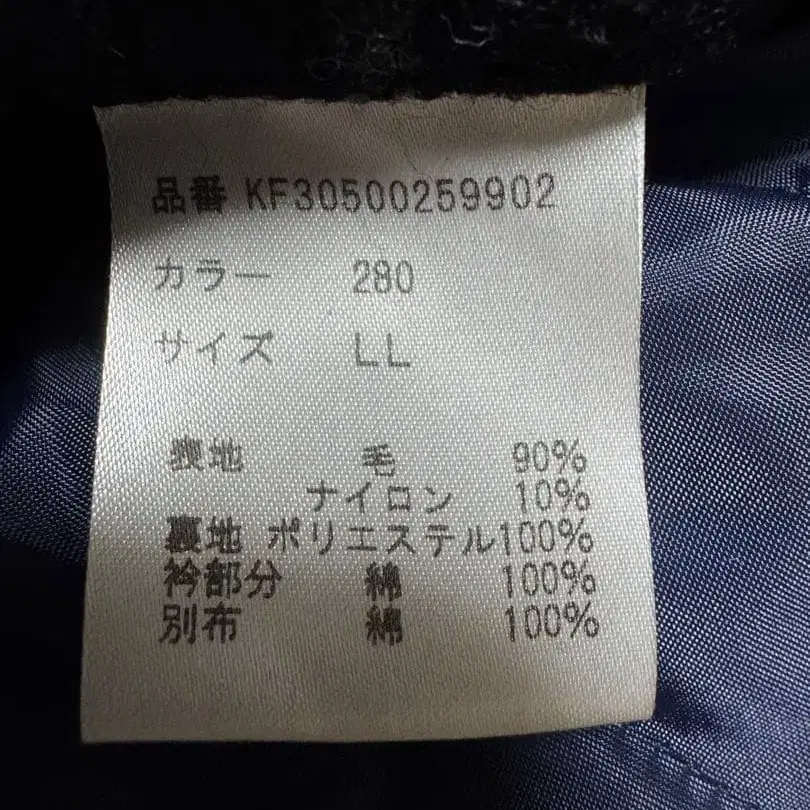 品番 KF30500259902
カラー 280
サイズ LL
表地 毛 90%
ナイロン 10%
裏地 ポリエステル100%
衿部分 綿 100%
別布 綿 100%